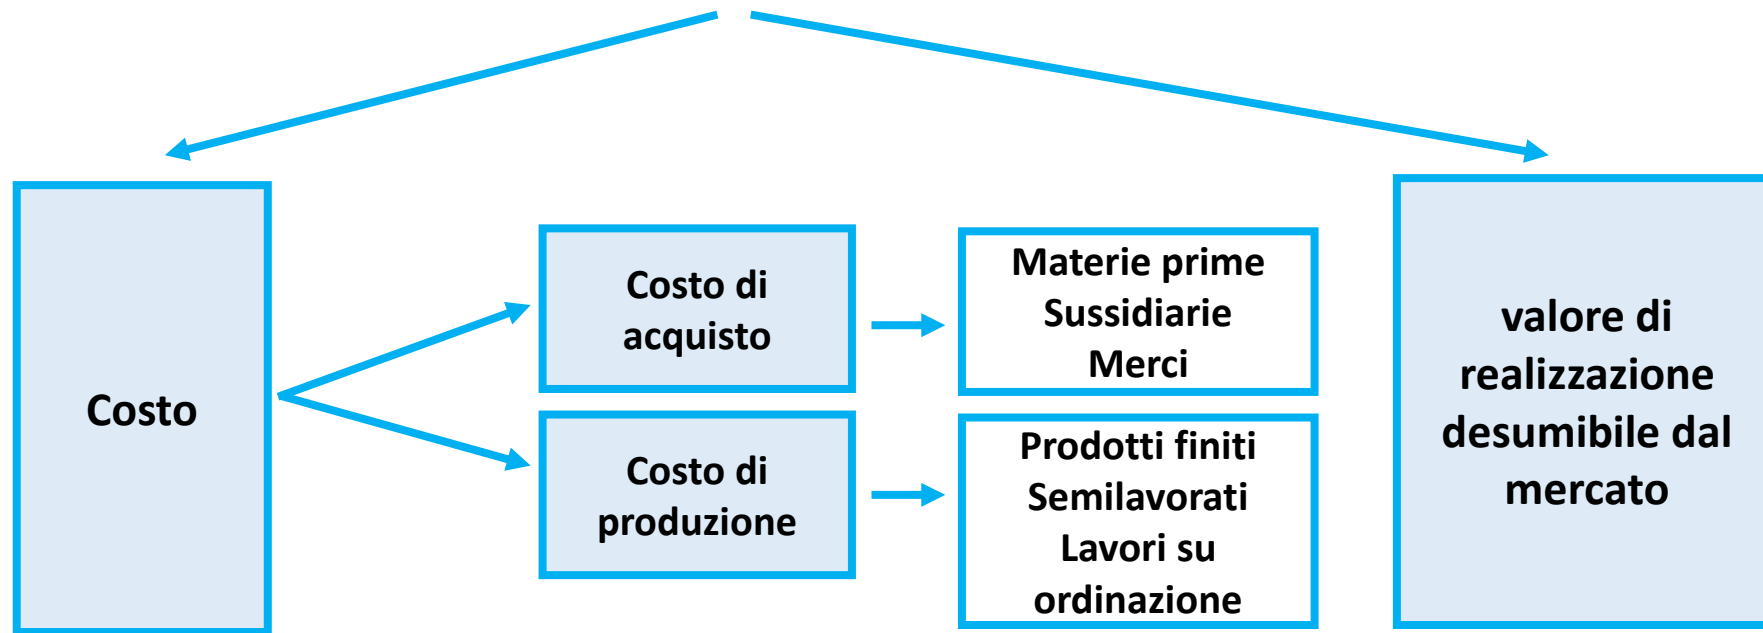 Costo
Costo di
acquisto
Materie prime
Sussidiarie
Merci
Costo di
produzione
Prodotti finiti
Semilavorati
Lavori su
ordinazione
valore di
realizzazione
desumibile dal
mercato